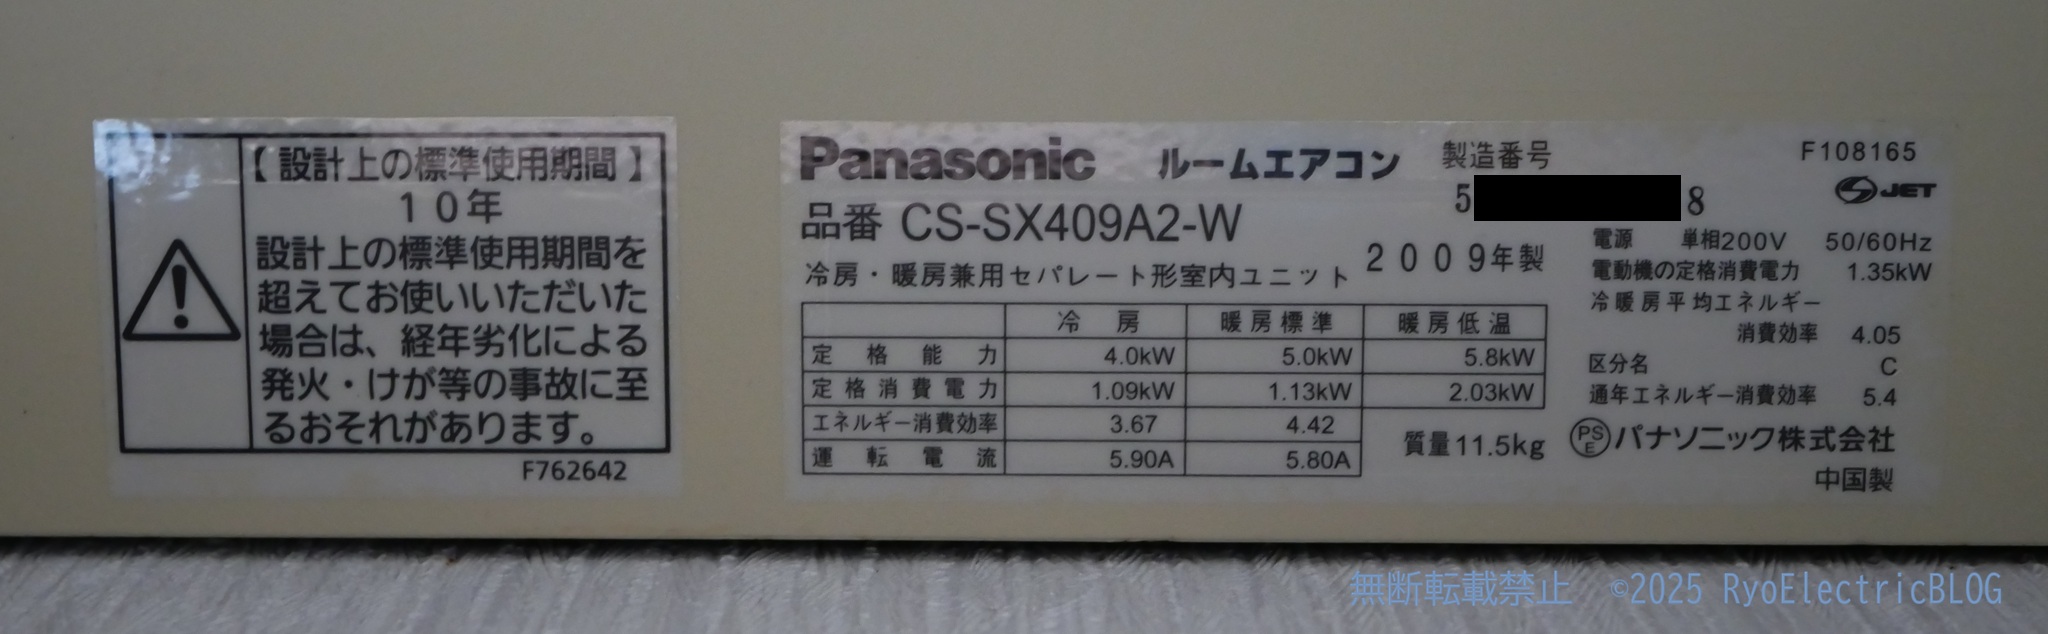 【設計上の標準使用期間】
10年
設計上の標準使用期間を
超えてお使いいただいた
場合は、経年劣化による
発火・けが等の事故に至
るおそれがあります。
F762642
Panasonic ルームエアコン
品番 CS-SX409A2-W
冷房・暖房兼用セパレート形室内ユニット
2009年製
製造番号
5 8
F108165
JET
冷房 暖房標準 暖房低温
定格能力 4.0kW 5.0kW 5.8kW
定格消費電力 1.09kW 1.13kW 2.03kW
エネルギー消費効率 3.67 4.42
運転電流 5.90A 5.80A
質量11.5kg
電源 単相200V 50/60Hz
電動機の定格消費電力 1.35kW
冷暖房平均エネルギー
消費効率 4.05
区分名 C
通年エネルギー消費効率 5.4
PSE パナソニック株式会社
中国製
無断転載禁止 ©2025 RyoElectricBLOG